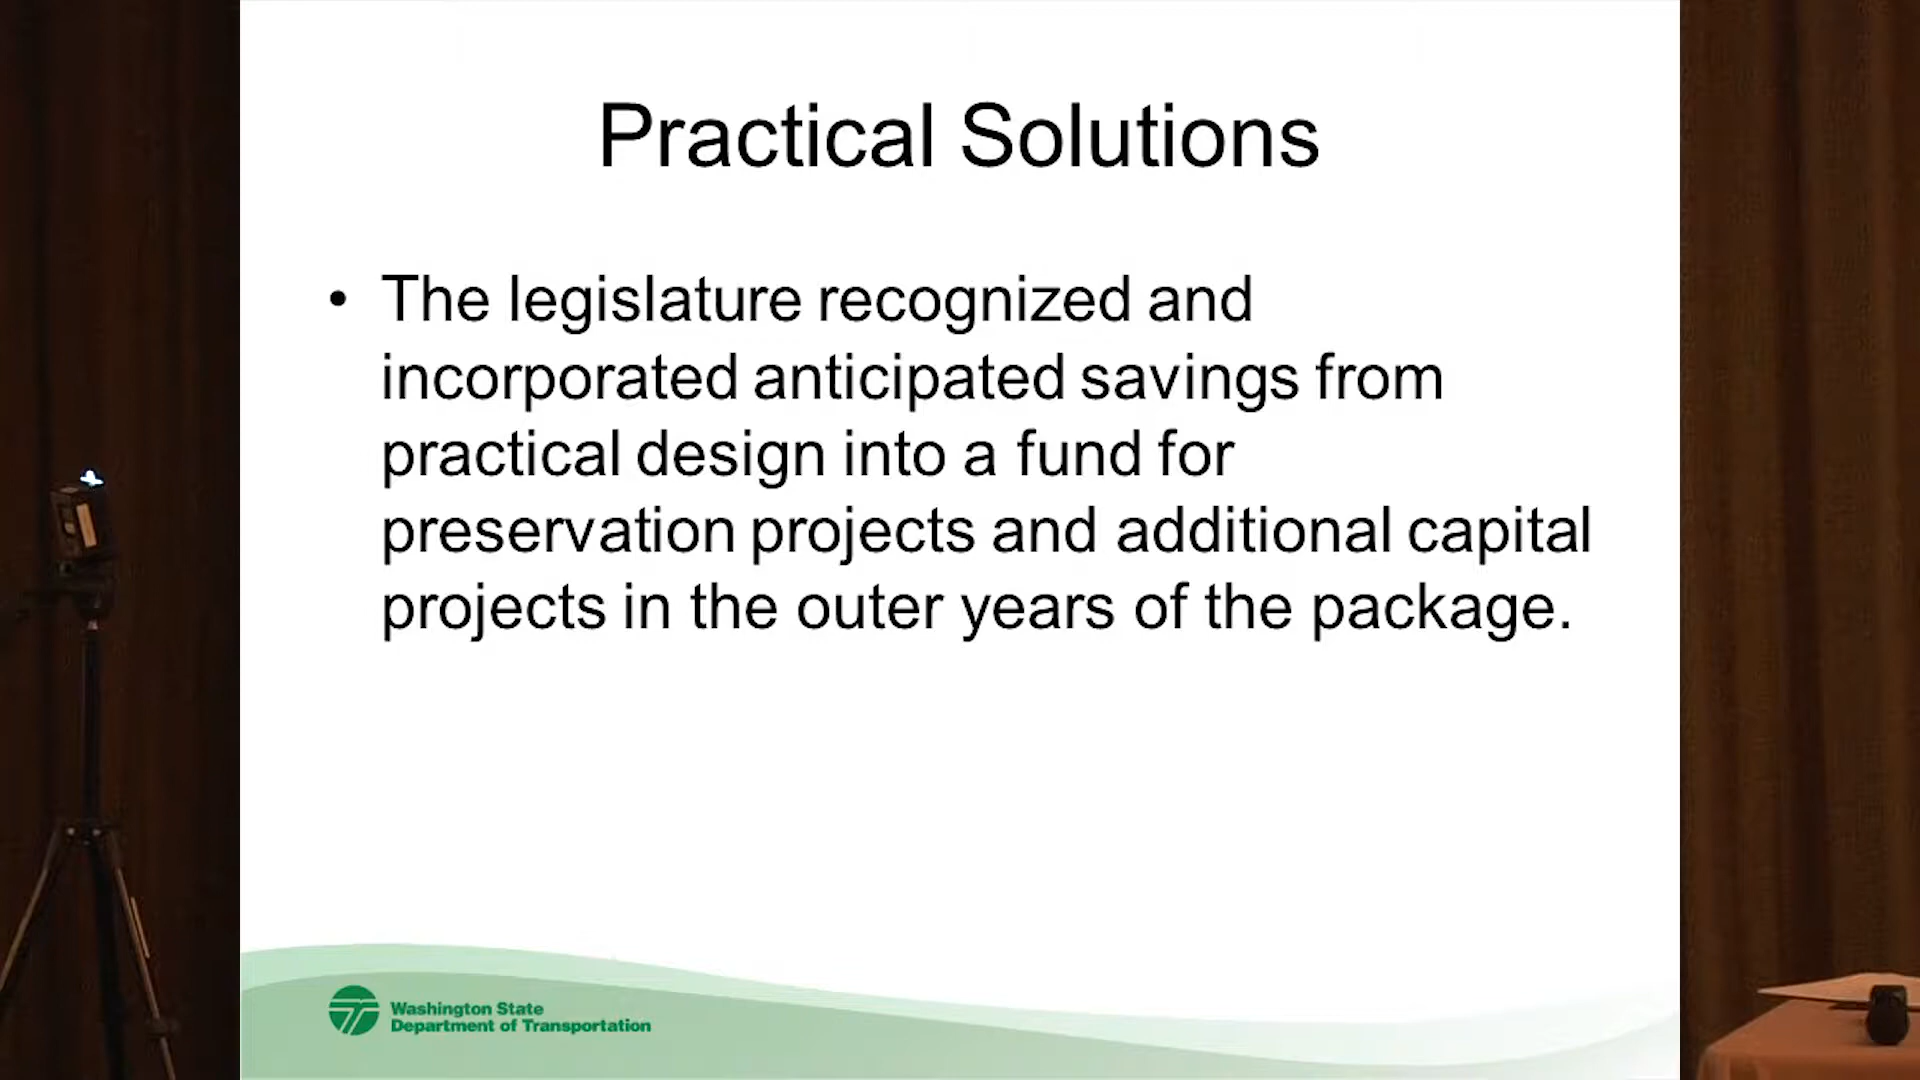 Practical Solutions
• The legislature recognized and
incorporated anticipated savings from
practical design into a fund for
preservation projects and additional capital
projects in the outer years of the package.
Washington State
Department of Transportation